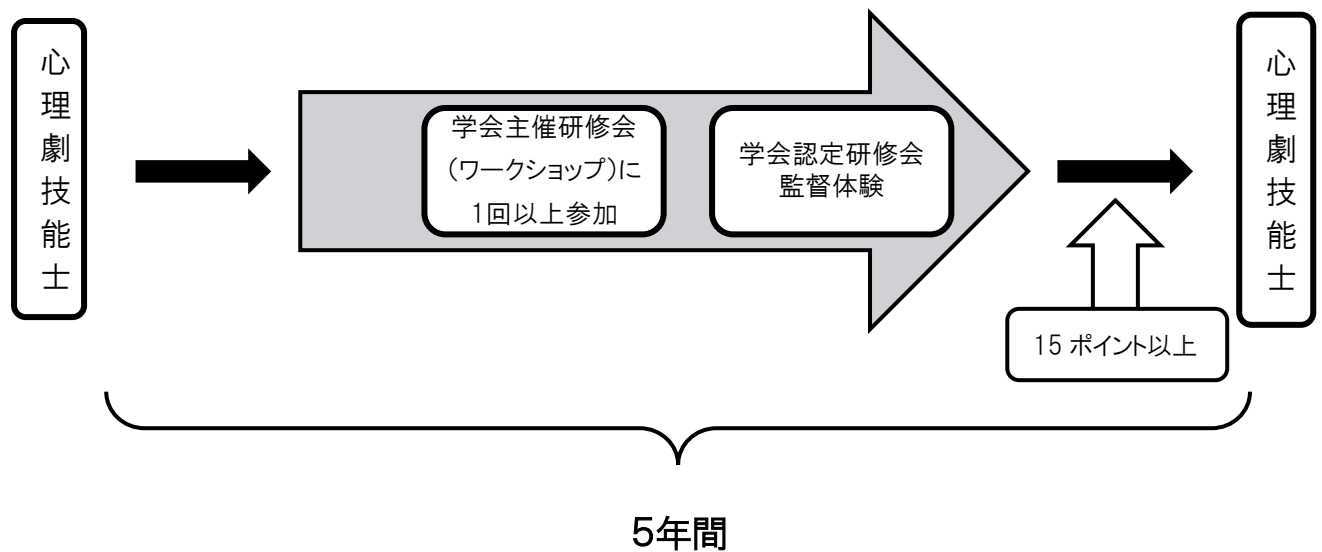 心理劇技能士
学会主催研修会
(ワークショップ)に
1回以上参加
学会認定研修会
監督体験
15 ポイント以上
心理劇技能士
5年間